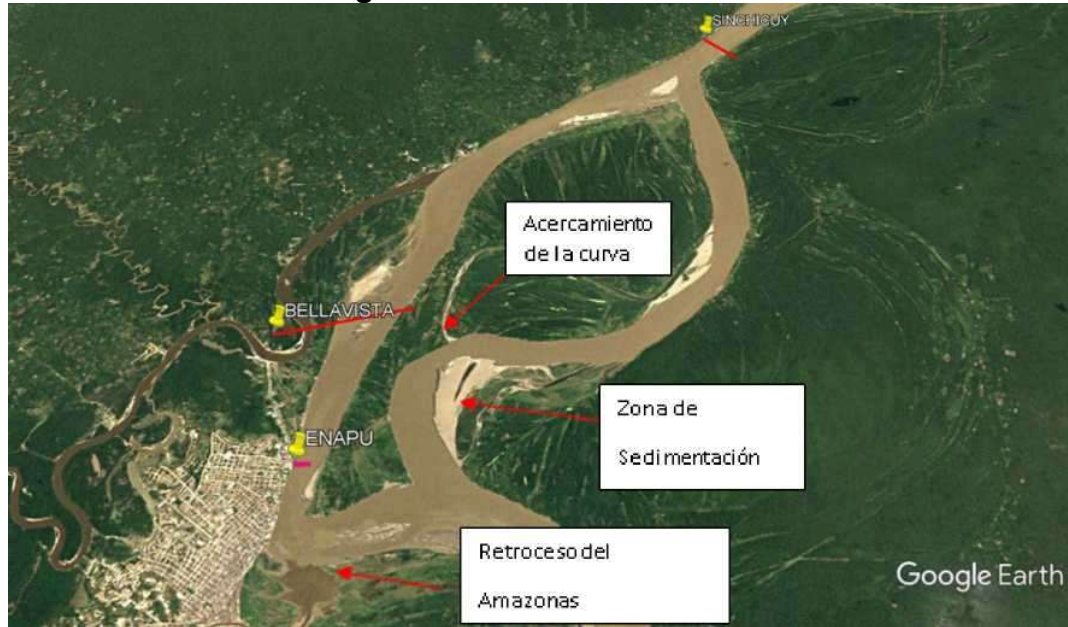 SINCHICUY
Acercamiento
de la curva
BELLAVISTA
Zona de
Sedimentación
ENAPU
Retroceso del
Amazonas
Google Earth